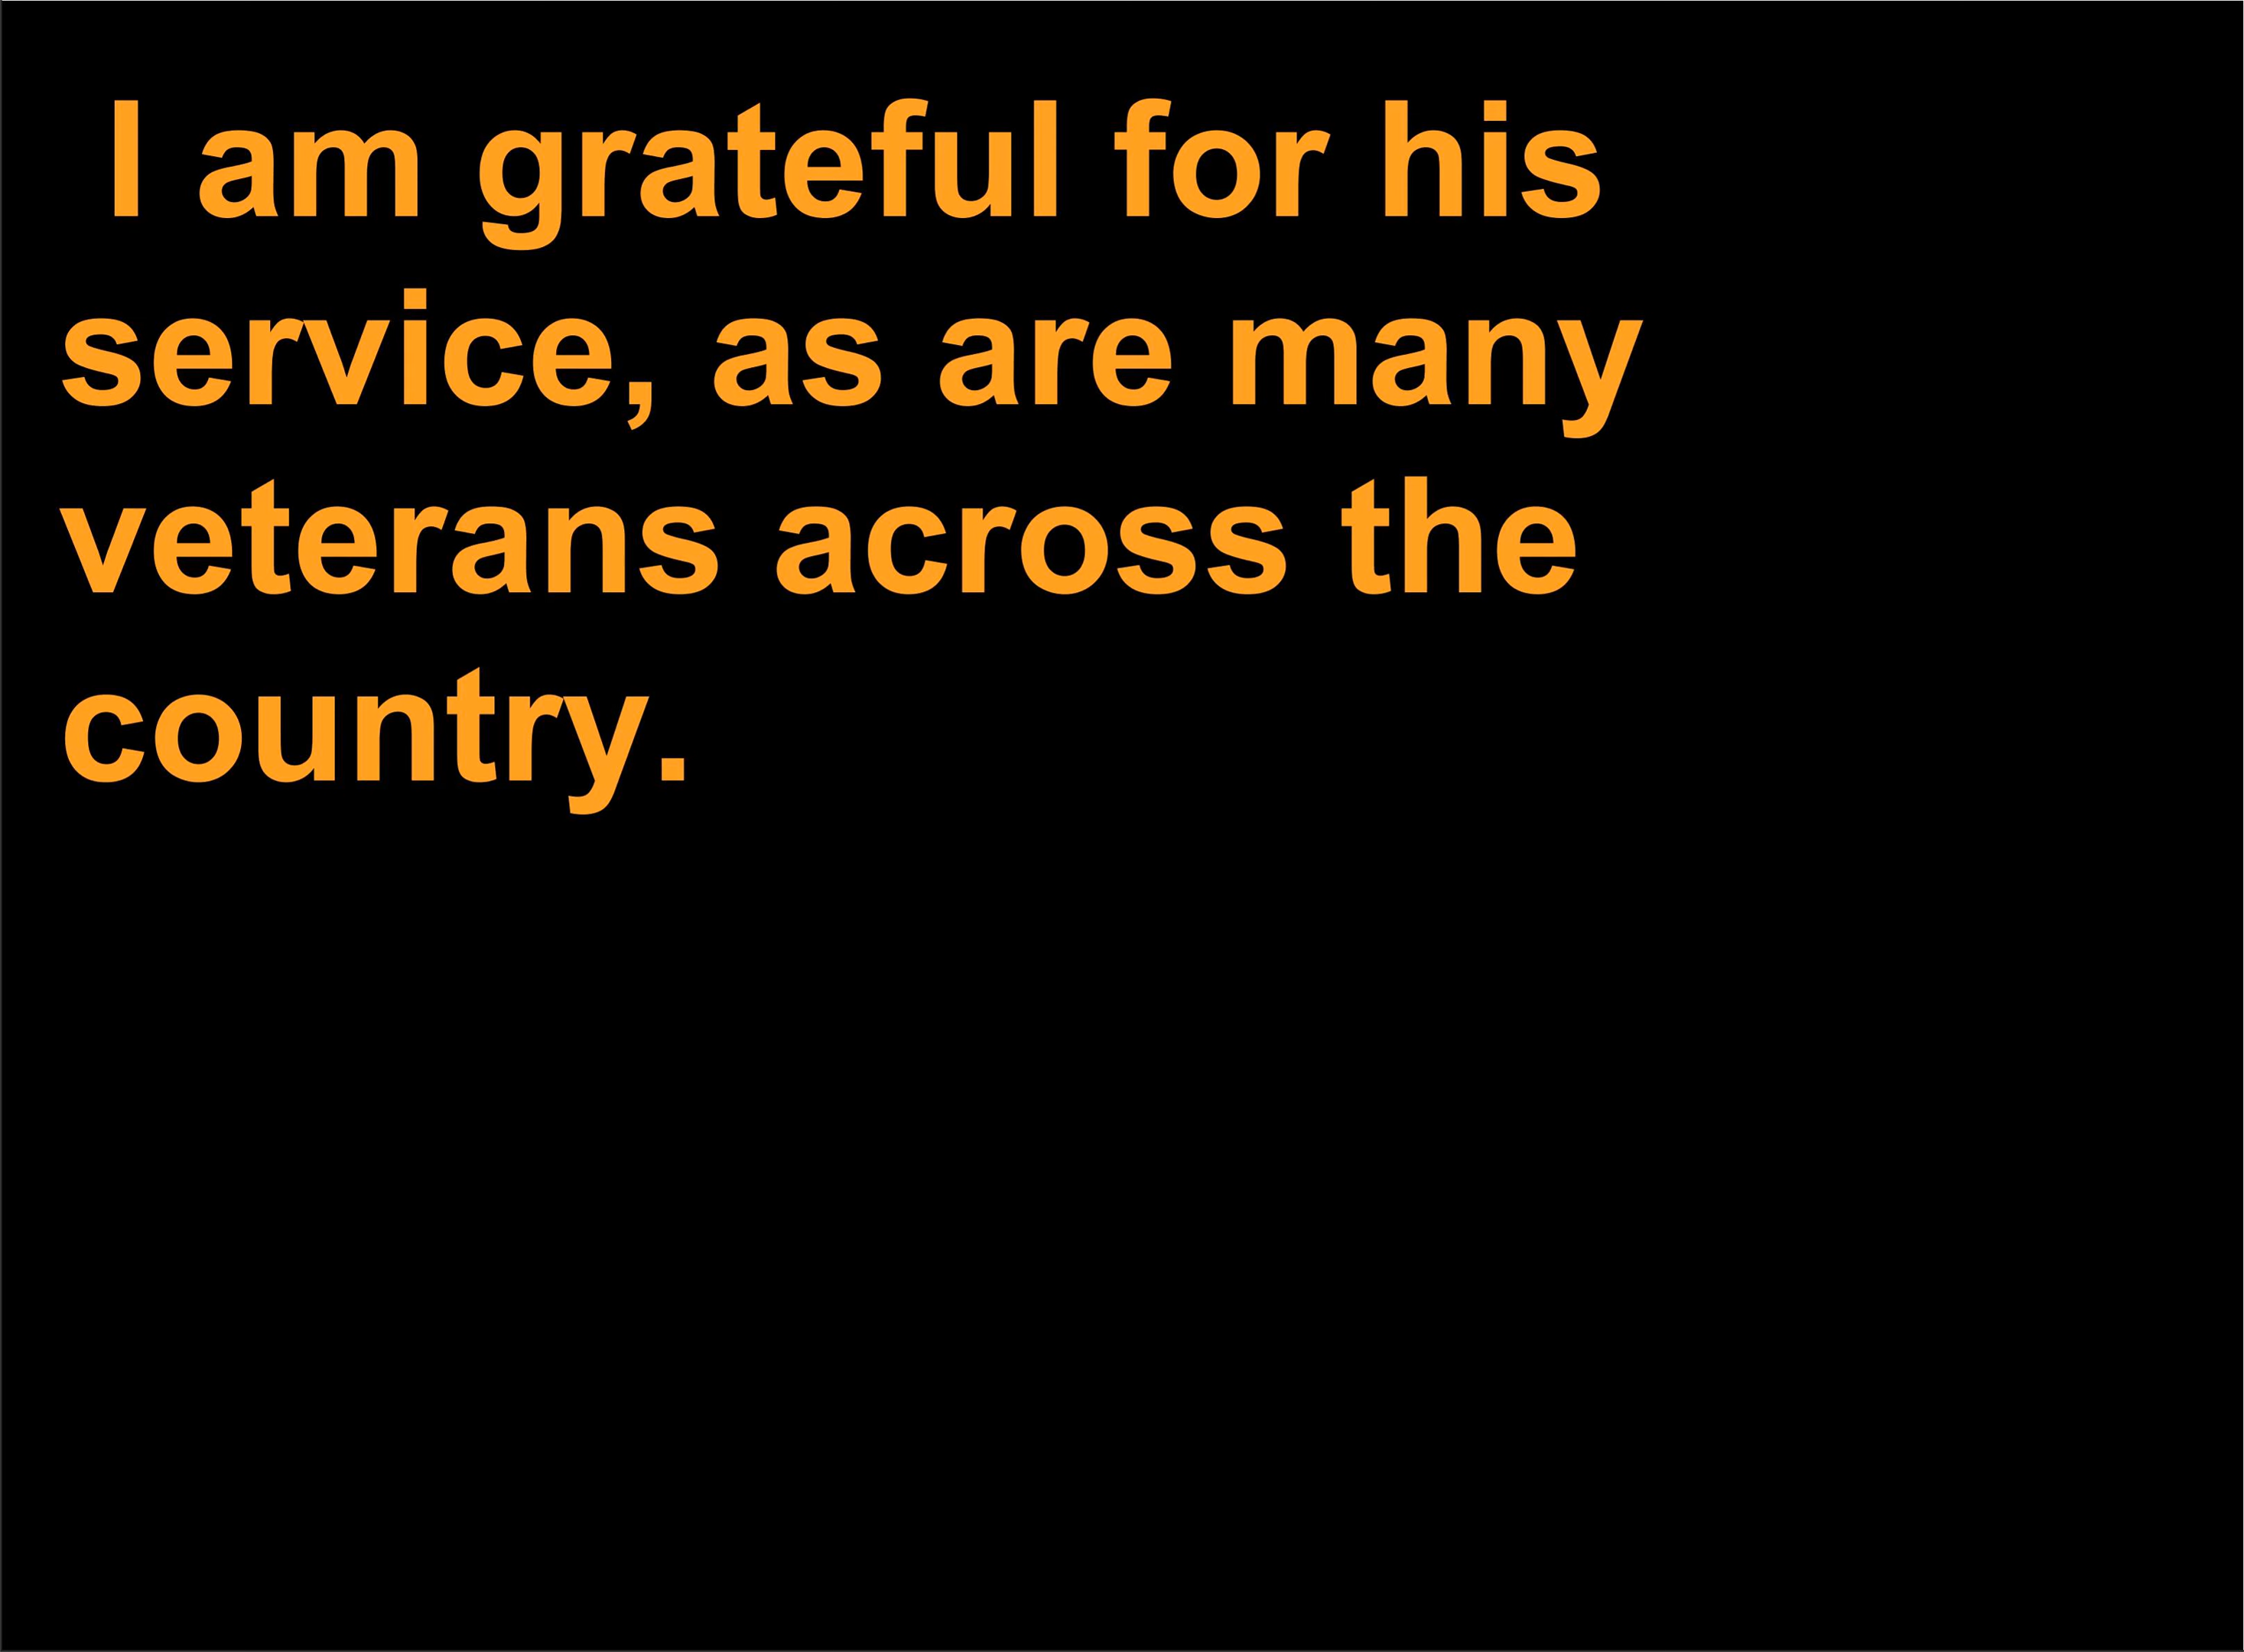 I am grateful for his
service, as are many
veterans across the
country.